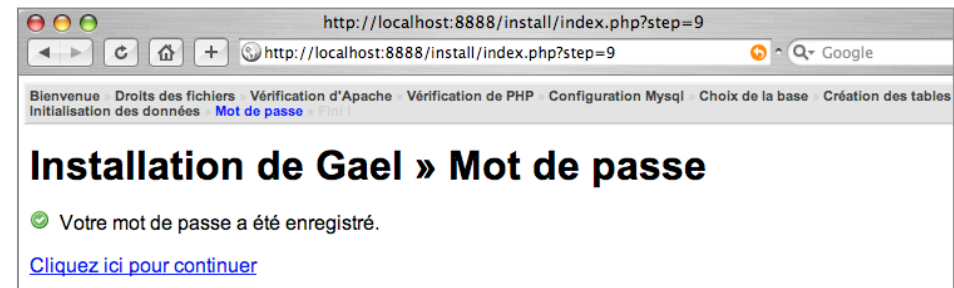 http://localhost:8888/install/index.php?step=9
http://localhost:8888/install/index.php?step=9
Google
Bienvenue » Droits des fichiers » Vérification d'Apache » Vérification de PHP » Configuration Mysql » Choix de la base » Création des tables
Initialisation des données » Mot de passe » Fini !
Installation de Gael » Mot de passe
Votre mot de passe a été enregistré.
Cliquez ici pour continuer